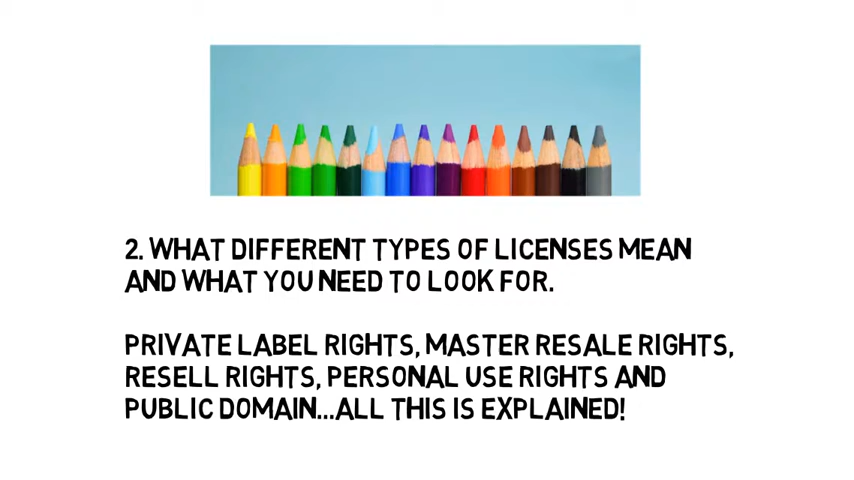 2. WHAT DIFFERENT TYPES OF LICENSES MEAN
AND WHAT YOU NEED TO LOOK FOR.
PRIVATE LABEL RIGHTS, MASTER RESALE RIGHTS,
RESELL RIGHTS, PERSONAL USE RIGHTS AND
PUBLIC DOMAIN...ALL THIS IS EXPLAINED!